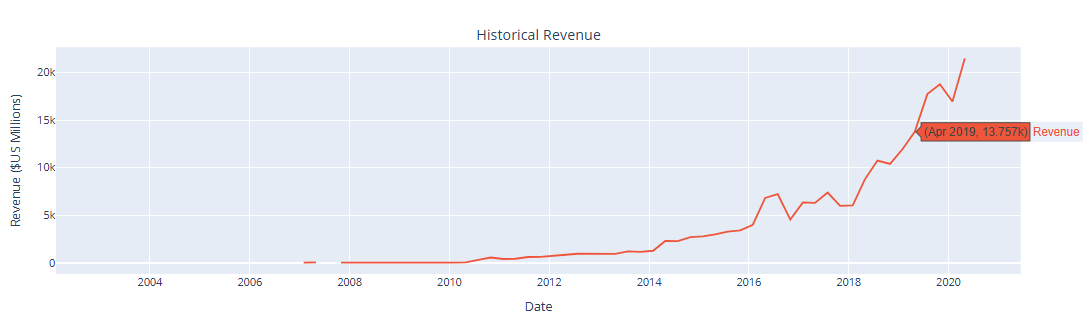 Historical Revenue
Revenue ($US Millions)
20k
15k
10k
5k
0
(Apr 2019, 13.757k) Revenue
2004 2006 2008 2010 2012 2014 2016 2018 2020
Date